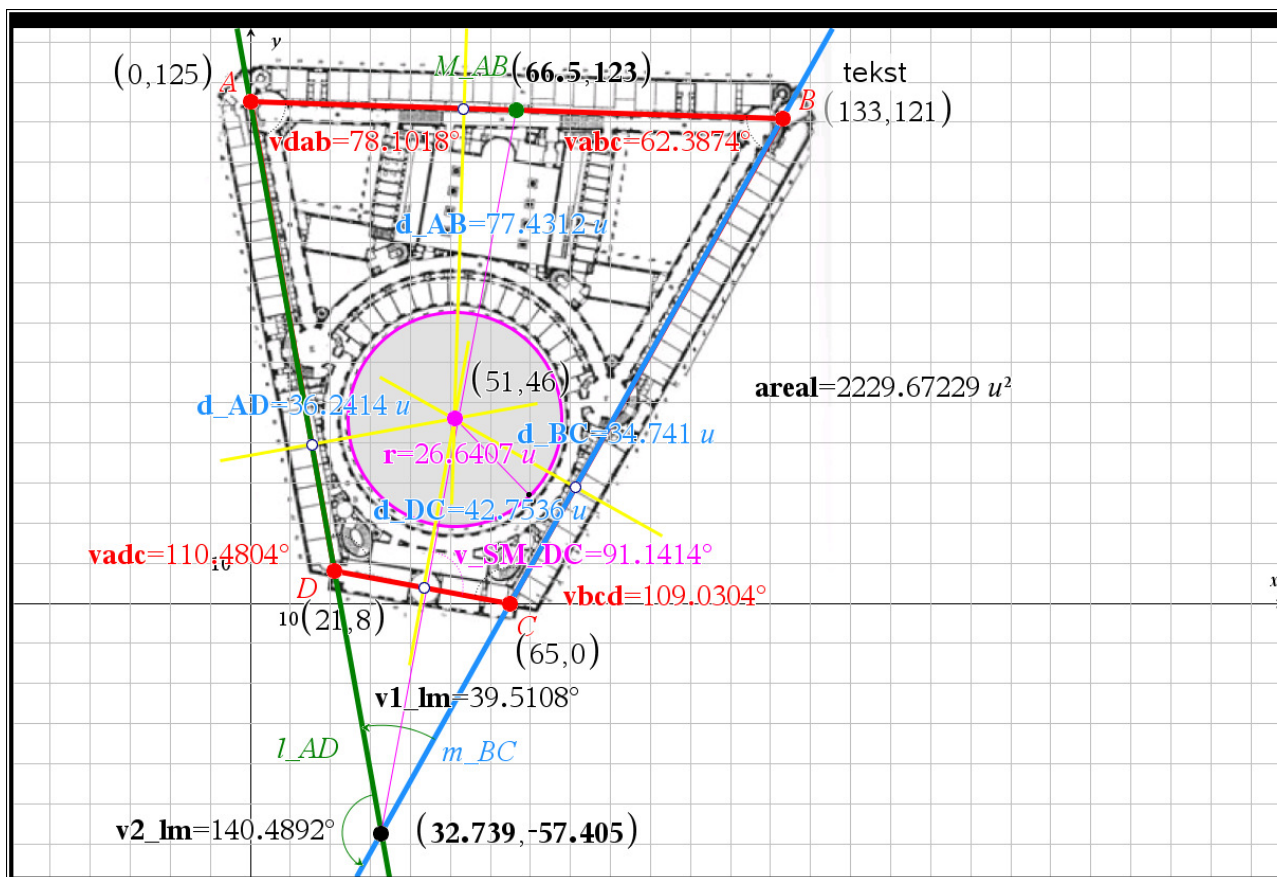 y
(0,125)
A
M_AB
(66.5,123)
tekst
B
(133,121)
vdab=78.1018°
vabc=62.3874°
d_AB=77.4312 u
(51,46)
areal=2229.67229 u²
d_AD=36.2414 u
d_BC=34.741 u
r=26.6407 u
d_DC=42.7536 u
vadc=110.4804°
10
v_SM_DC=91.1414°
x
D
vbcd=109.0304°
10
(21,8)
C
(65,0)
v1_lm=39.5108°
l_AD
m_BC
v2_lm=140.4892°
(32.739,-57.405)